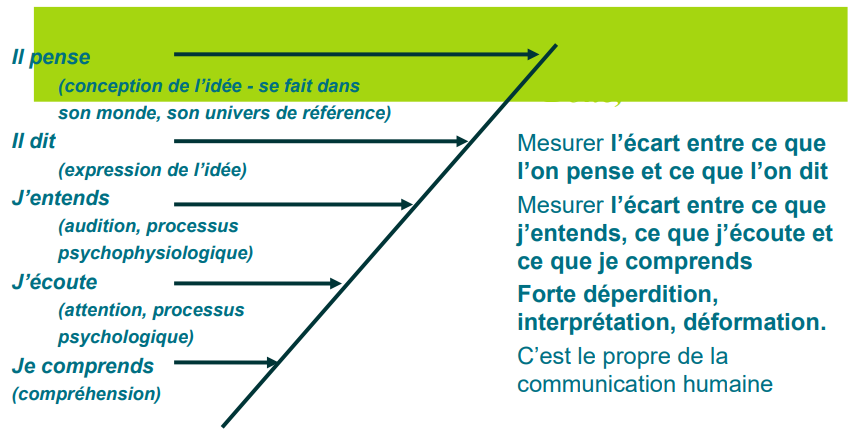 Il pense
(conception de l’idée - se fait dans
son monde, son univers de référence)
Il dit
(expression de l’idée)
J’entends
(audition, processus
psychophysiologique)
J’écoute
(attention, processus
psychologique)
Je comprends
(compréhension)
Mesurer l’écart entre ce que
l’on pense et ce que l’on dit
Mesurer l’écart entre ce que
j’entends, ce que j’écoute et
ce que je comprends
Forte déperdition,
interprétation, déformation.
C’est le propre de la
communication humaine